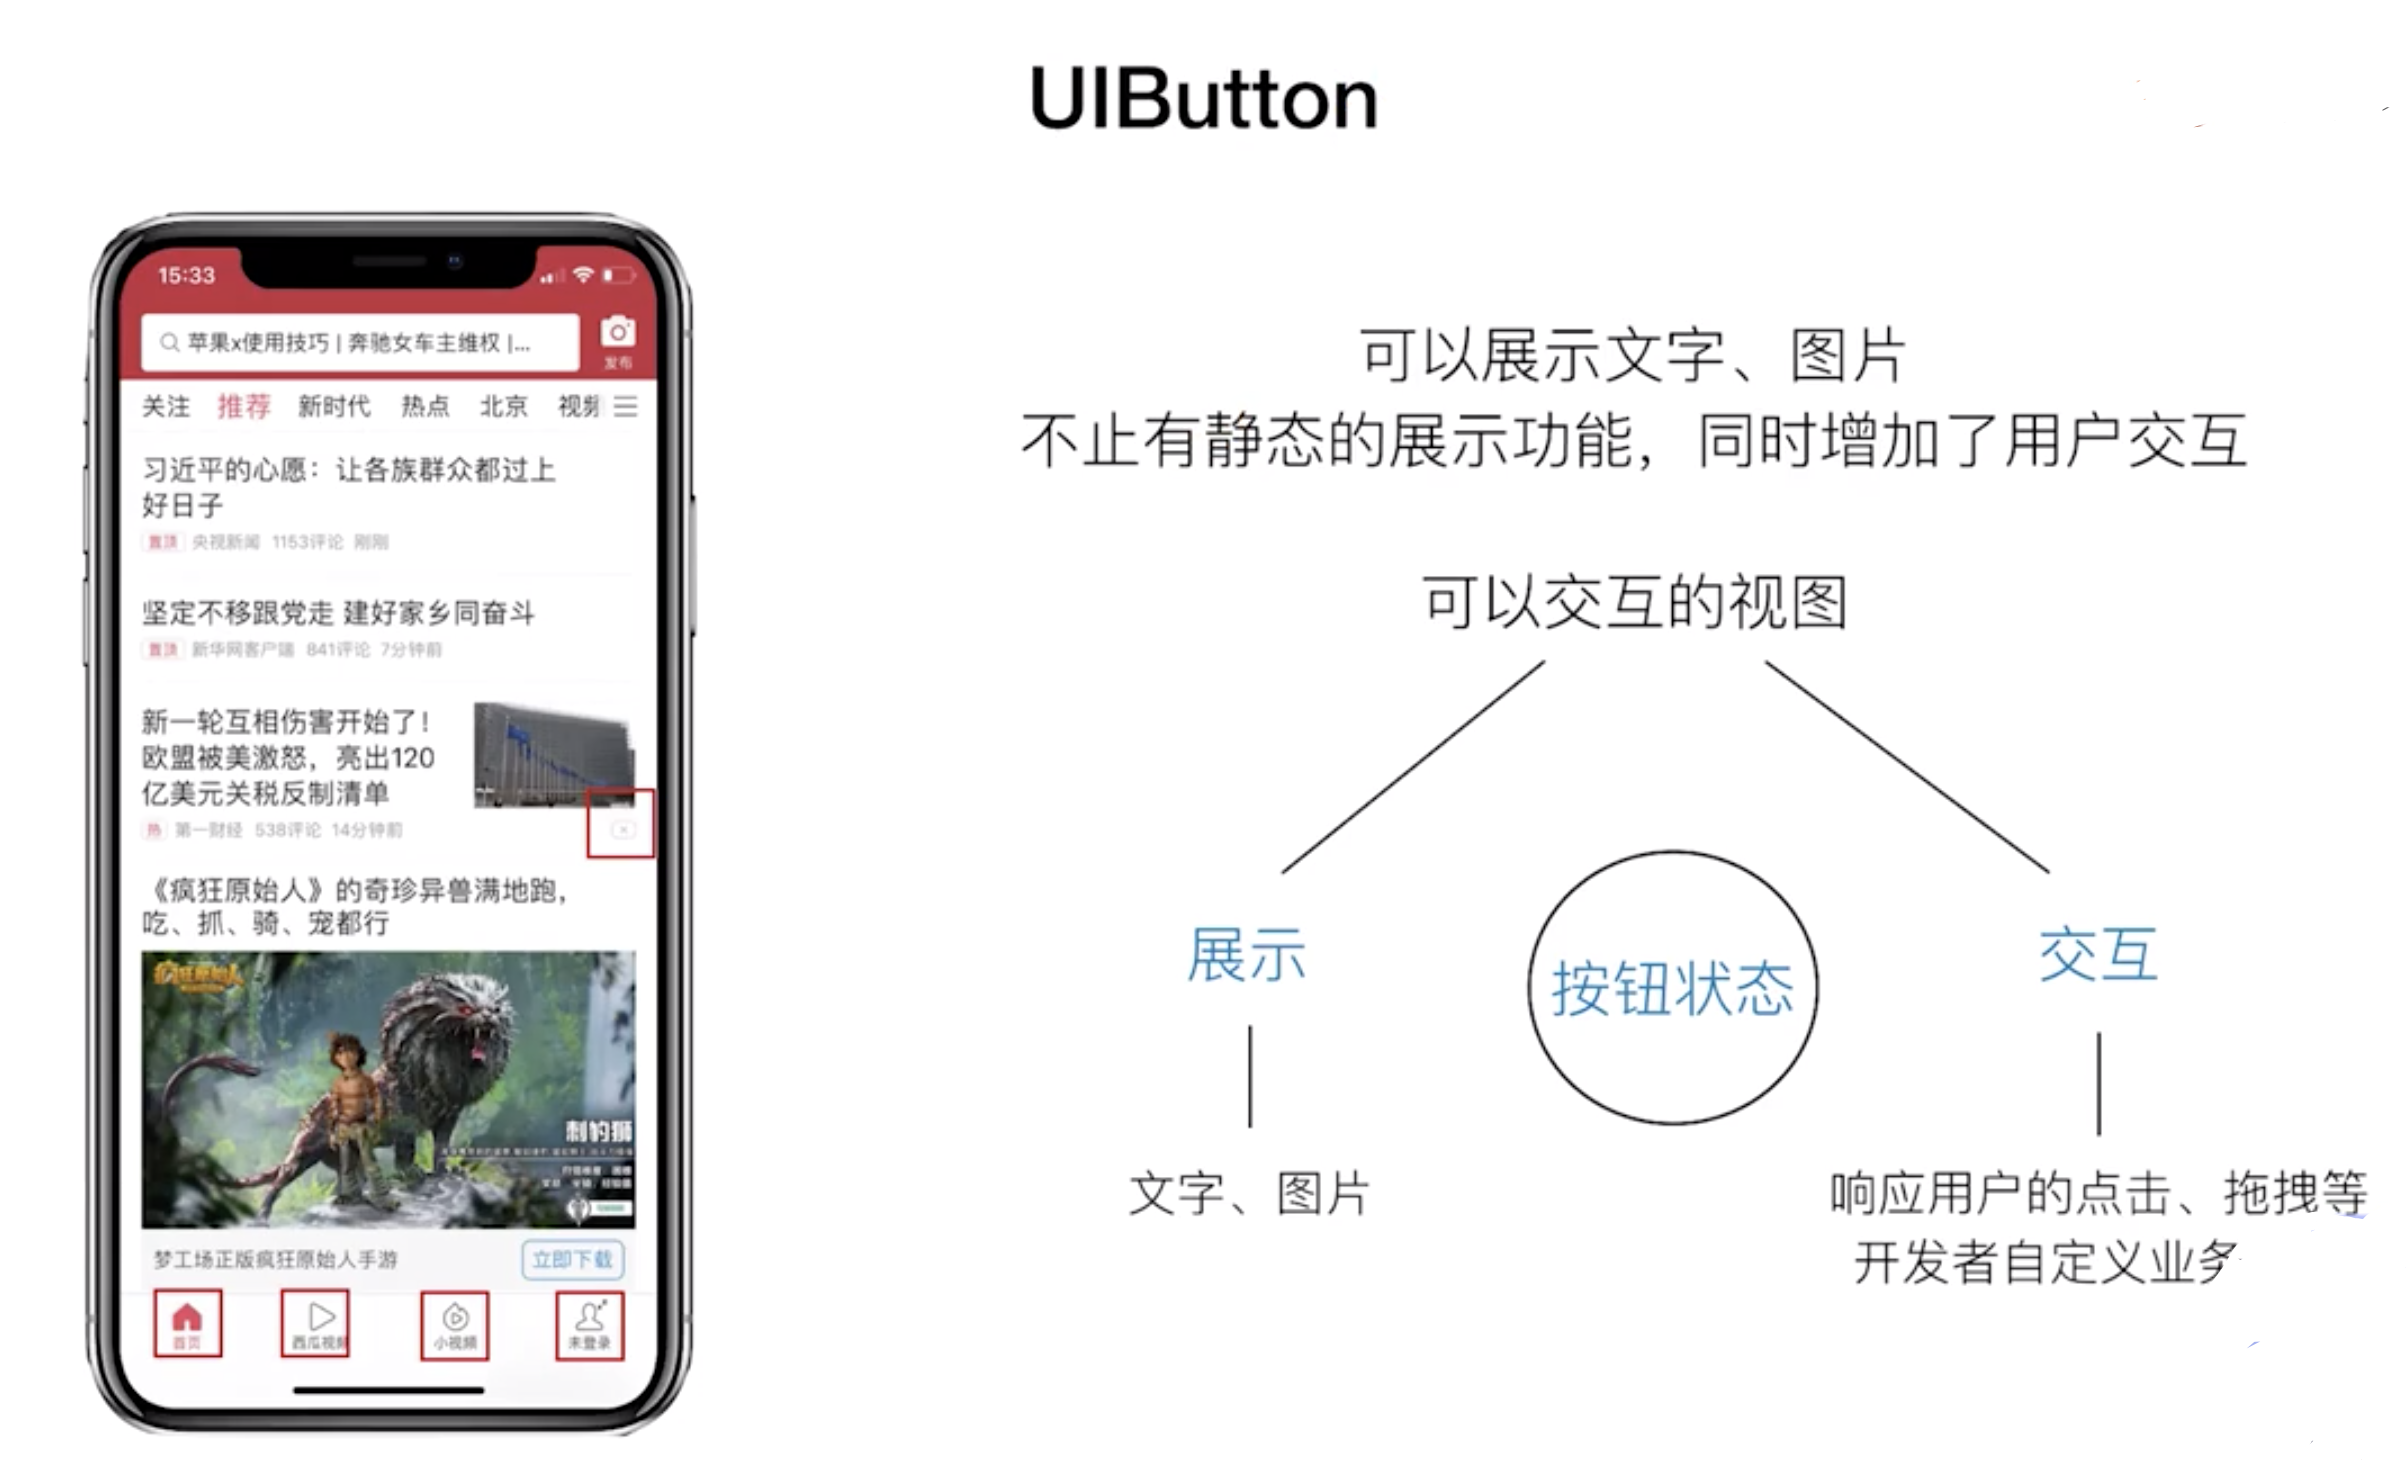 UIButton
15:33
苹果x使用技巧 | 奔驰女车主维权 |...
发布
关注 推荐 新时代 热点 北京 视频
习近平的心愿：让各族群众都过上
好日子
置顶 央视新闻 1153评论 刚刚
坚定不移跟党走 建好家乡同奋斗
置顶 新华网客户端 841评论 7分钟前
新一轮互相伤害开始了！
欧盟被美激怒，亮出120
亿美元关税反制清单
热 第一财经 538评论 14分钟前
《疯狂原始人》的奇珍异兽满地跑，
吃、抓、骑、宠都行
疯狂原始人
刺豹狮
梦工场正版疯狂原始人手游
立即下载
首页 西瓜视频 小视频 未登录
可以展示文字、图片
不止有静态的展示功能，同时增加了用户交互
可以交互的视图
展示
按钮状态
交互
文字、图片
响应用户的点击、拖拽等
开发者自定义业务